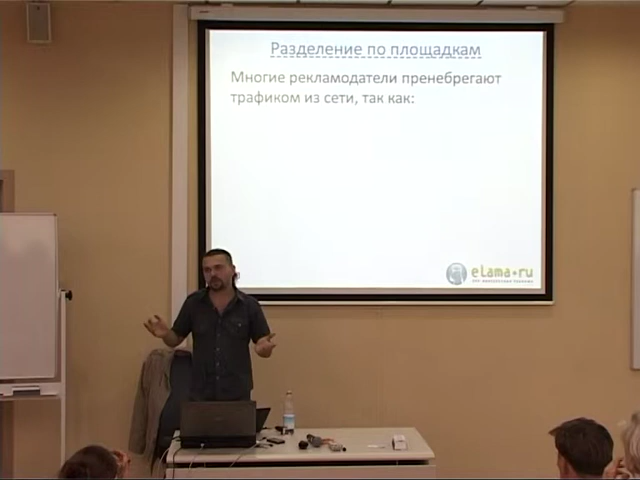 Разделение по площадкам
Многие рекламодатели пренебрегают
трафиком из сети, так как:
eLama.ru